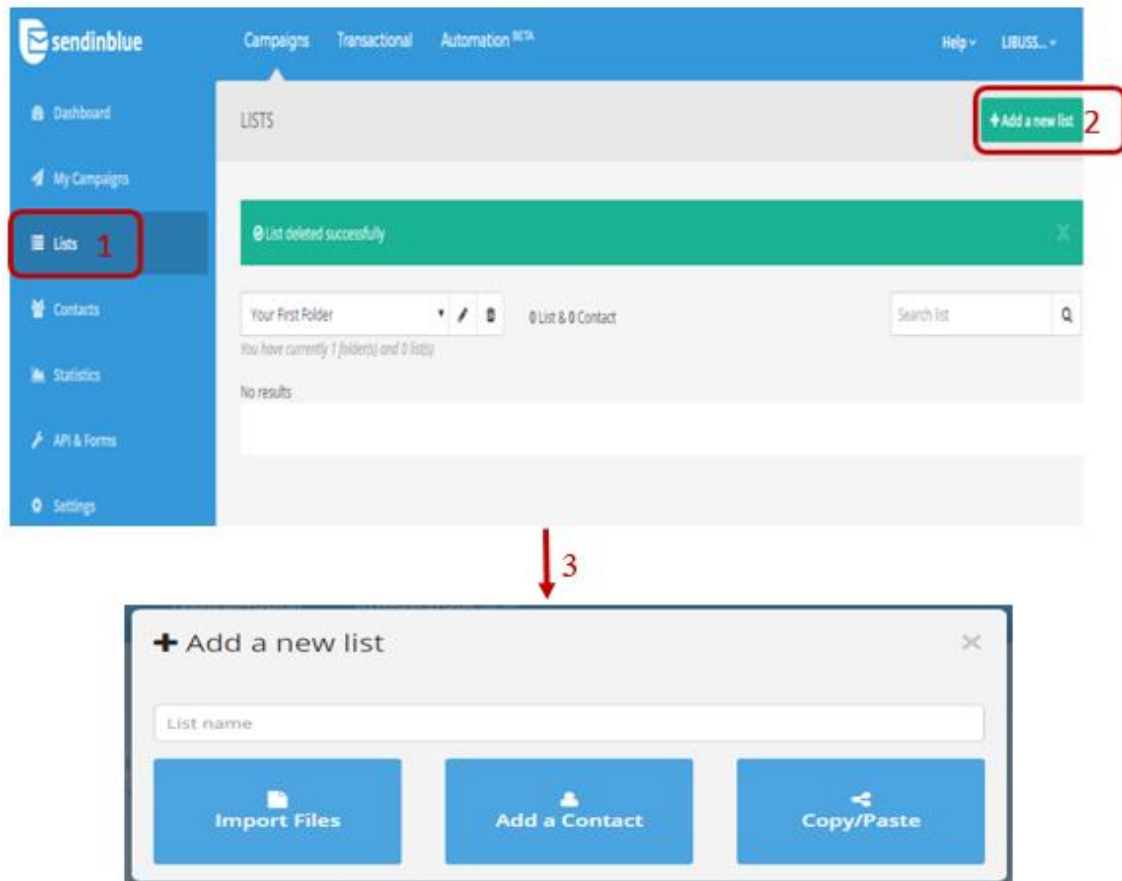 sendinblue
Campaigns Transactional Automation BETA
Help LIBUSS...
Dashboard
LISTS
+ Add a new list 2
My Campaigns
Lists 1
List deleted successfully X
Contacts
Your First Folder 0 List & 0 Contact Search list
You have currently 1 folder(s) and 0 list(s)
Statistics
No results
API & Forms
Settings
3
+ Add a new list ×
List name
Import Files Add a Contact Copy/Paste